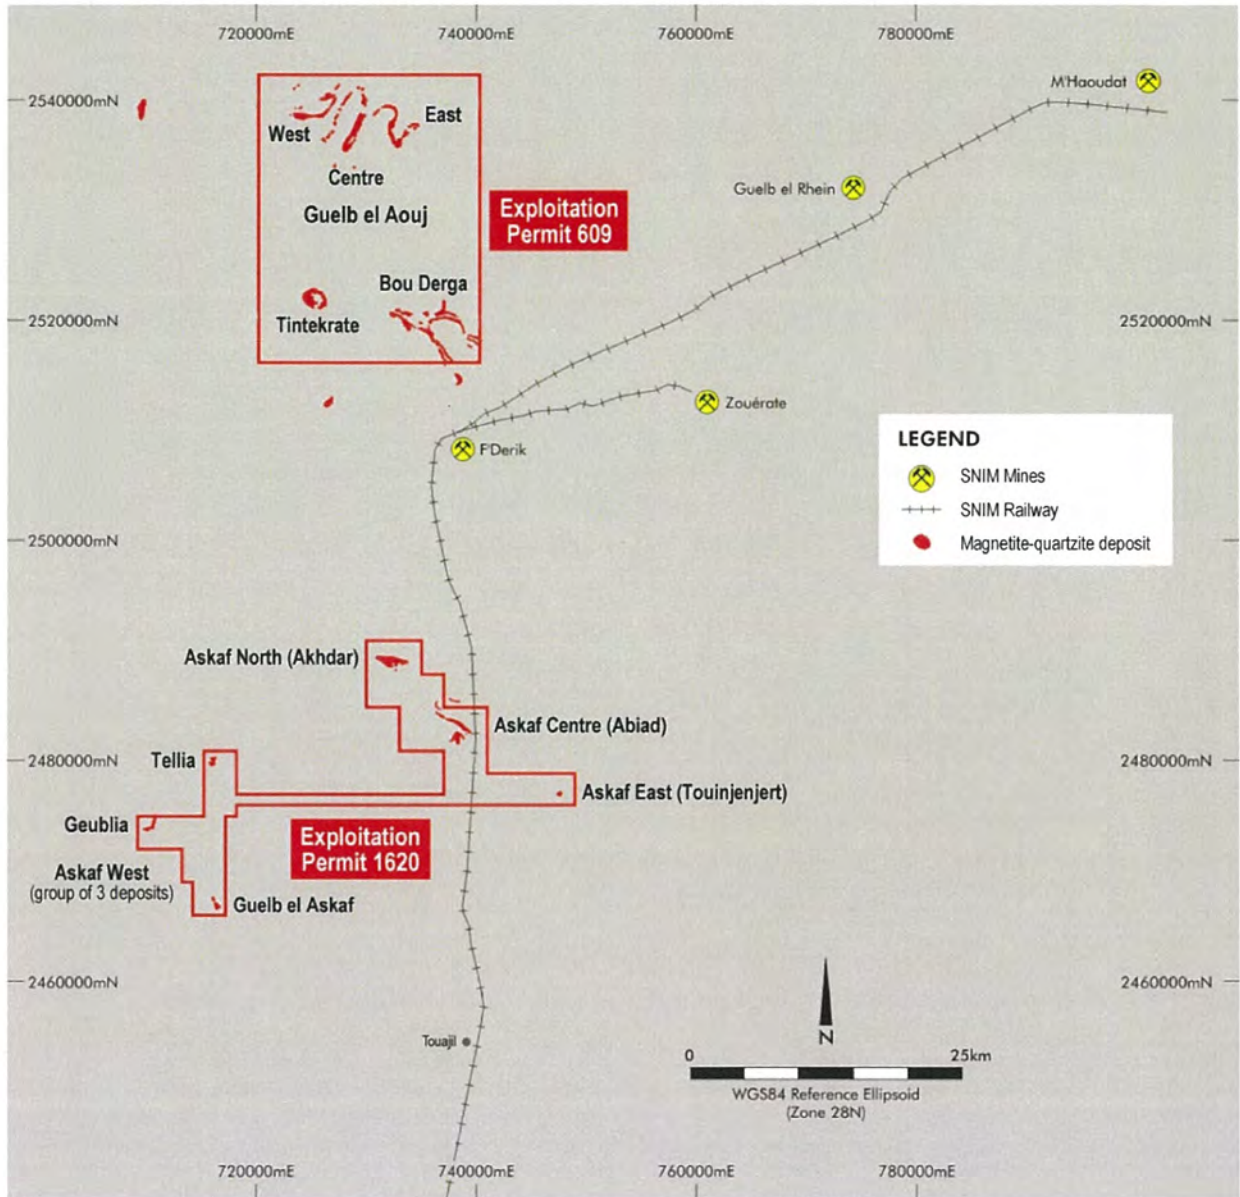 720000mE
740000mE
760000mE
780000mE
M'Haoudat
2540000mN
East
West
Centre
Guelb el Rhein
Guelb el Aouj
Exploitation
Permit 609
Bou Derga
Tintekrate
2520000mN
2520000mN
Zouérate
F'Derik
LEGEND
SNIM Mines
SNIM Railway
Magnetite-quartzite deposit
2500000mN
Askaf North (Akhdar)
Askaf Centre (Abiad)
Tellia
2480000mN
2480000mN
Askaf East (Touinjenjert)
Geublia
Exploitation
Permit 1620
Askaf West
(group of 3 deposits)
Guelb el Askaf
2460000mN
2460000mN
Touajil
N
0
25km
WGS84 Reference Ellipsoid
(Zone 28N)
720000mE
740000mE
760000mE
780000mE